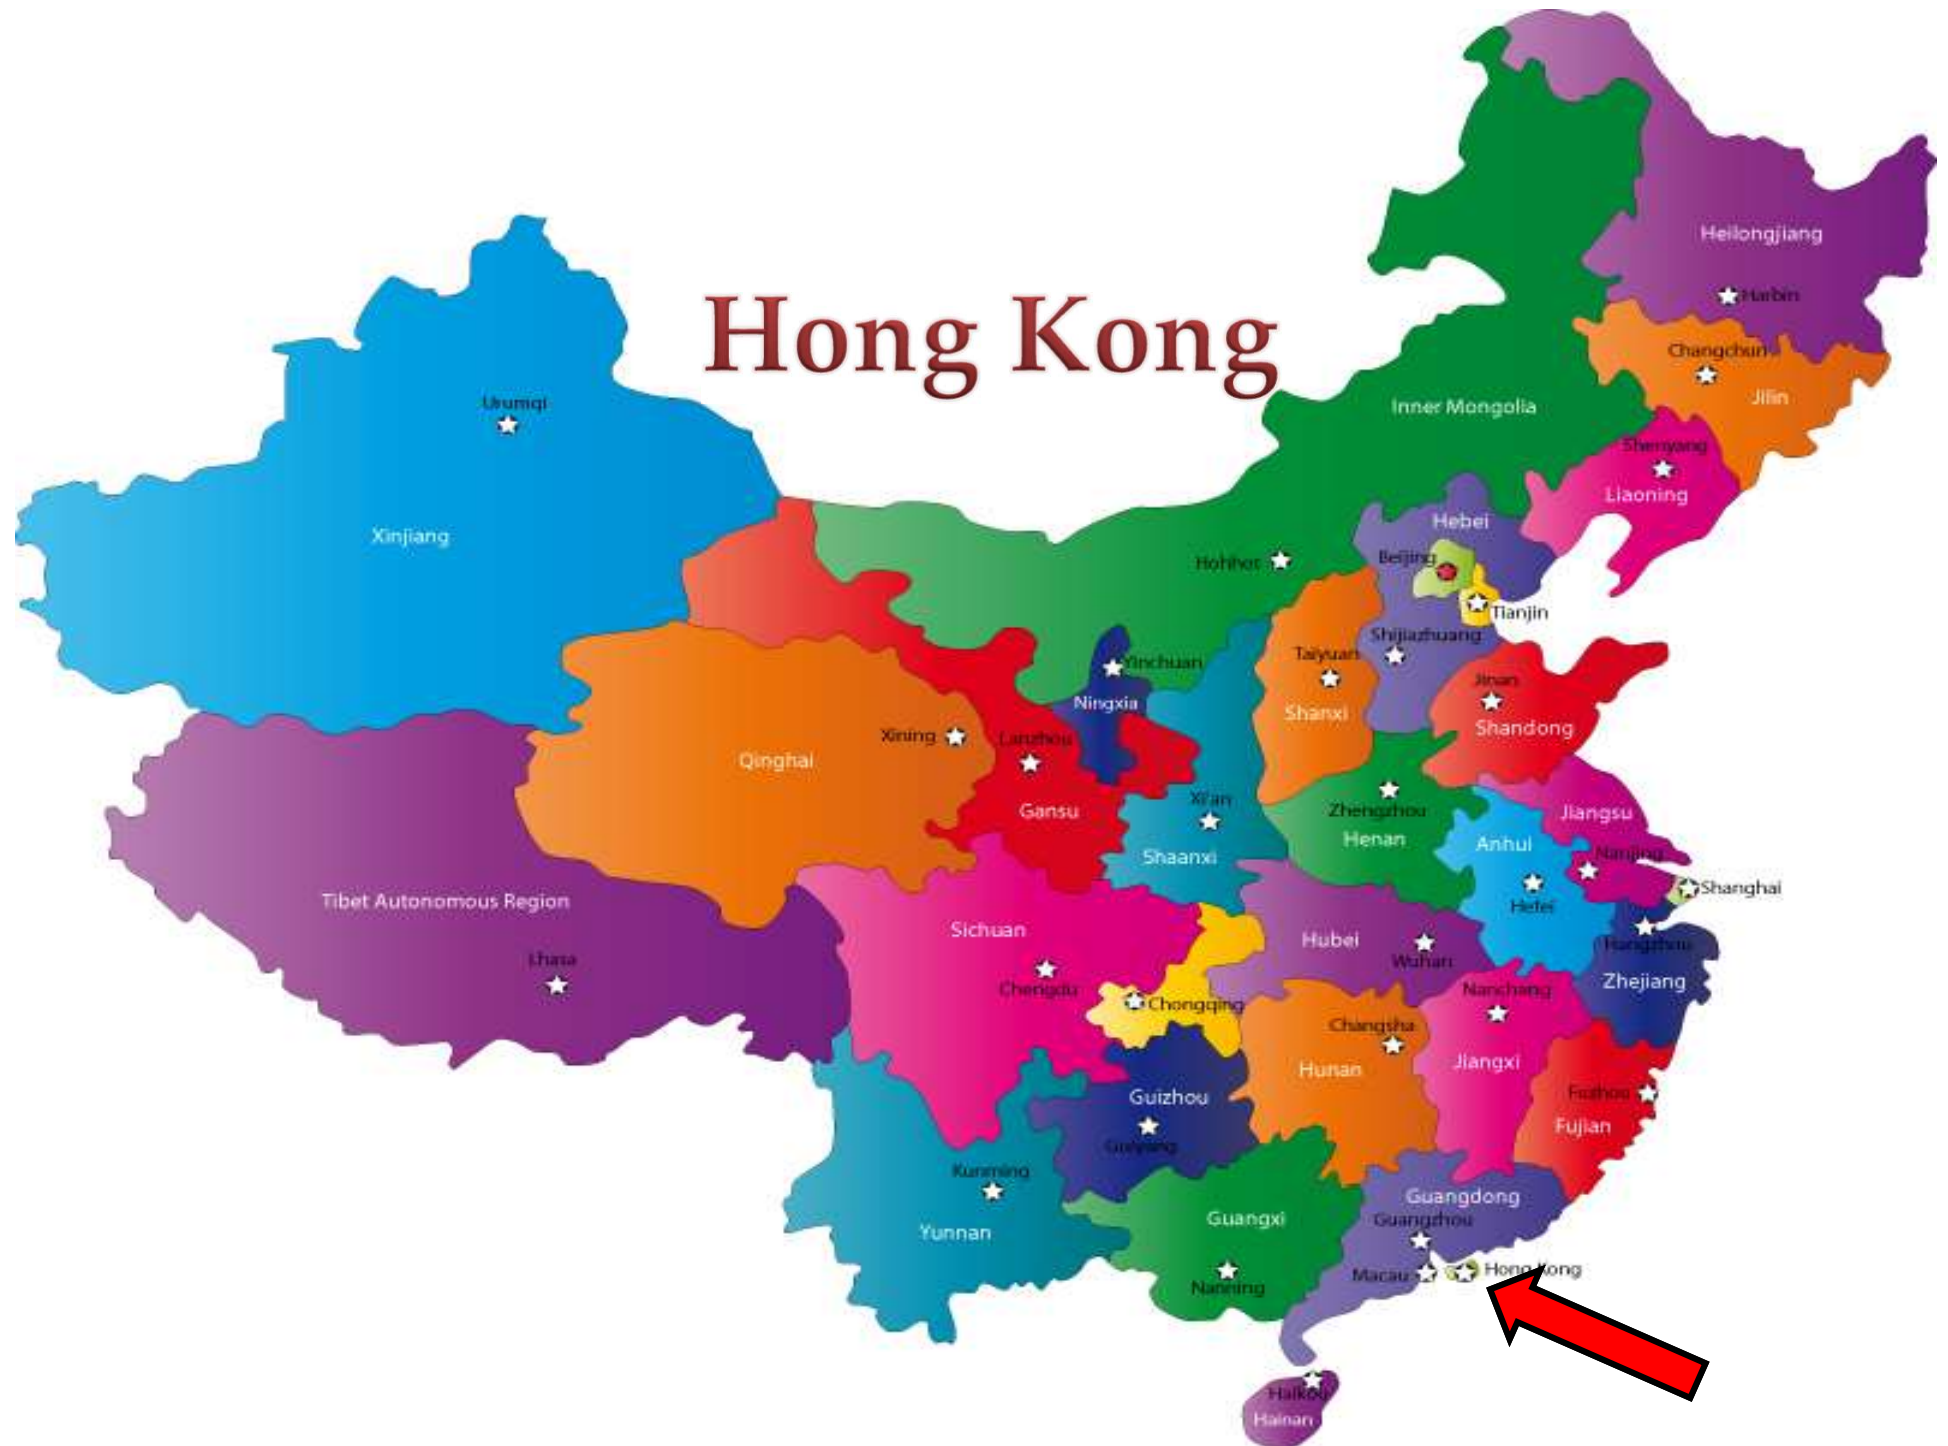 Heilongjiang
Harbin
Hong Kong
Changchun
Jilin
Inner Mongolia
Urumqi
Shenyang
Liaoning
Hebei
Xinjiang
Beijing
Hohhot
Tianjin
Shijiazhuang
Taiyuan
Yinchuan
Jinan
Ningxia
Shanxi
Shandong
Xining
Lanzhou
Qinghai
Xi'an
Zhengzhou
Gansu
Jiangsu
Henan
Anhui
Nanjing
Shaanxi
Shanghai
Tibet Autonomous Region
Hefei
Sichuan
Hubei
Hangzhou
Lhasa
Wuhan
Zhejiang
Chengdu
Nanchang
Chongqing
Changsha
Jiangxi
Hunan
Fuzhou
Guizhou
Fujian
Guiyang
Kunming
Guangdong
Guangxi
Guangzhou
Yunnan
Hong Kong
Macau
Nanning
Haikou
Hainan